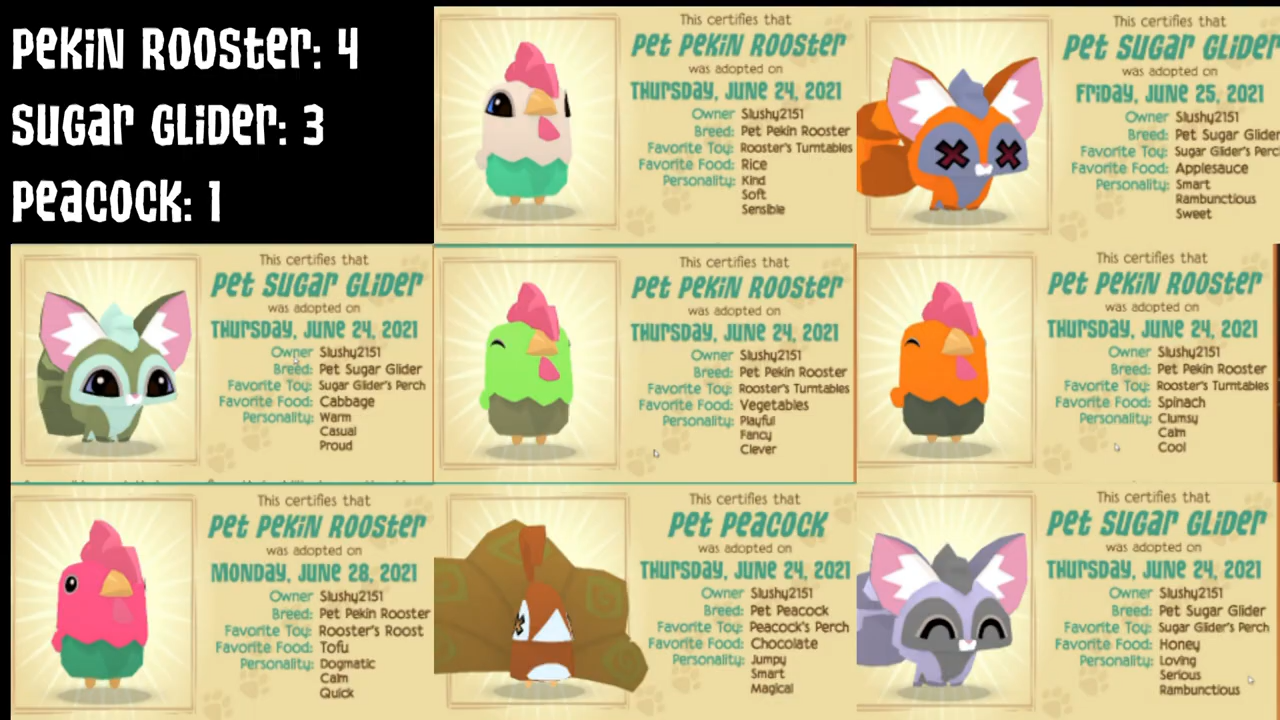 Pekin Rooster: 4
Sugar Glider: 3
Peacock: 1
This certifies that
Pet Pekin Rooster
was adopted on
Thursday, June 24, 2021
Owner Slushy2151
Breed: Pet Pekin Rooster
Favorite Toy: Rooster's Turntables
Favorite Food: Rice
Personality: Kind
Soft
Sensible
This certifies that
Pet Sugar Glider
was adopted on
Friday, June 25, 2021
Owner Slushy2151
Breed: Pet Sugar Glider
Favorite Toy: Sugar Glider's Perch
Favorite Food: Applesauce
Personality: Smart
Rambunctious
Sweet
This certifies that
Pet Sugar Glider
was adopted on
Thursday, June 24, 2021
Owner Slushy2151
Breed: Pet Sugar Glider
Favorite Toy: Sugar Glider's Perch
Favorite Food: Cabbage
Personality: Warm
Casual
Proud
This certifies that
Pet Pekin Rooster
was adopted on
Thursday, June 24, 2021
Owner Slushy2151
Breed: Pet Pekin Rooster
Favorite Toy: Rooster's Turntables
Favorite Food: Vegetables
Personality: Playful
Fancy
Clever
This certifies that
Pet Pekin Rooster
was adopted on
Thursday, June 24, 2021
Owner Slushy2151
Breed: Pet Pekin Rooster
Favorite Toy: Rooster's Turntables
Favorite Food: Spinach
Personality: Clumsy
Calm
Cool
This certifies that
Pet Pekin Rooster
was adopted on
Monday, June 28, 2021
Owner Slushy2151
Breed: Pet Pekin Rooster
Favorite Toy: Rooster's Roost
Favorite Food: Tofu
Personality: Dogmatic
Calm
Quick
This certifies that
Pet Peacock
was adopted on
Thursday, June 24, 2021
Owner Slushy2151
Breed: Pet Peacock
Favorite Toy: Peacock's Perch
Favorite Food: Chocolate
Personality: Jumpy
Smart
Magical
This certifies that
Pet Sugar Glider
was adopted on
Thursday, June 24, 2021
Owner Slushy2151
Breed: Pet Sugar Glider
Favorite Toy: Sugar Glider's Perch
Favorite Food: Honey
Personality: Loving
Serious
Rambunctious